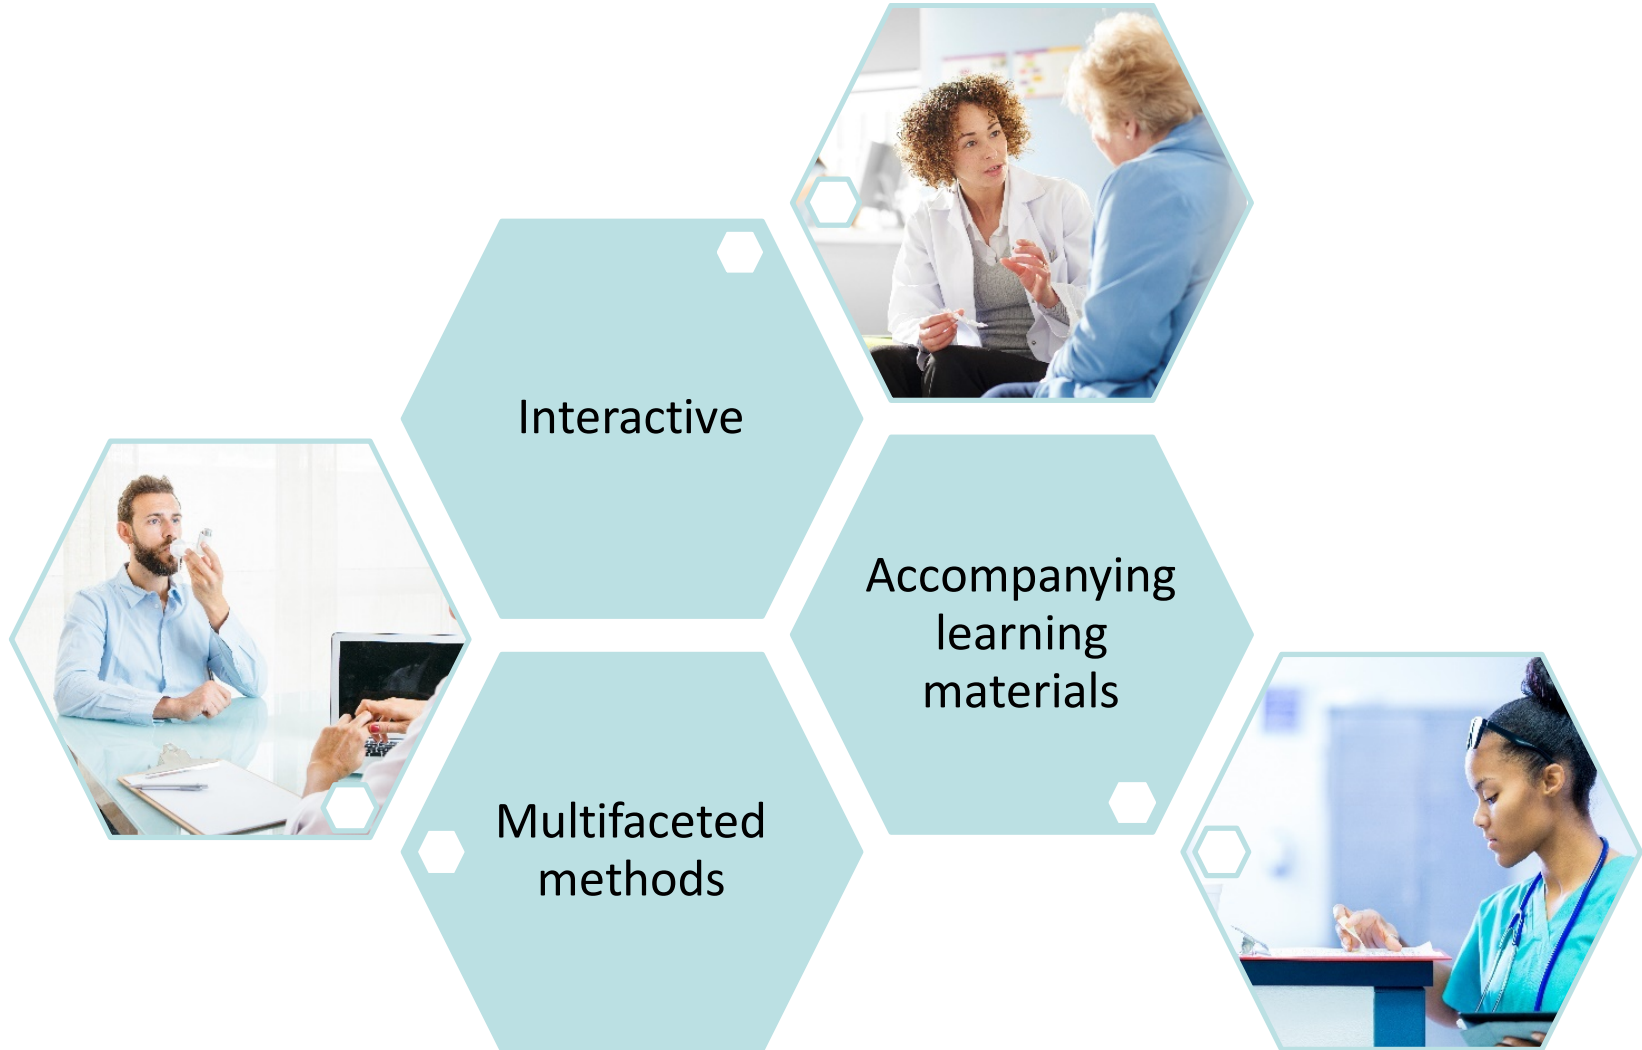 Interactive
Accompanying
learning
materials
Multifaceted
methods